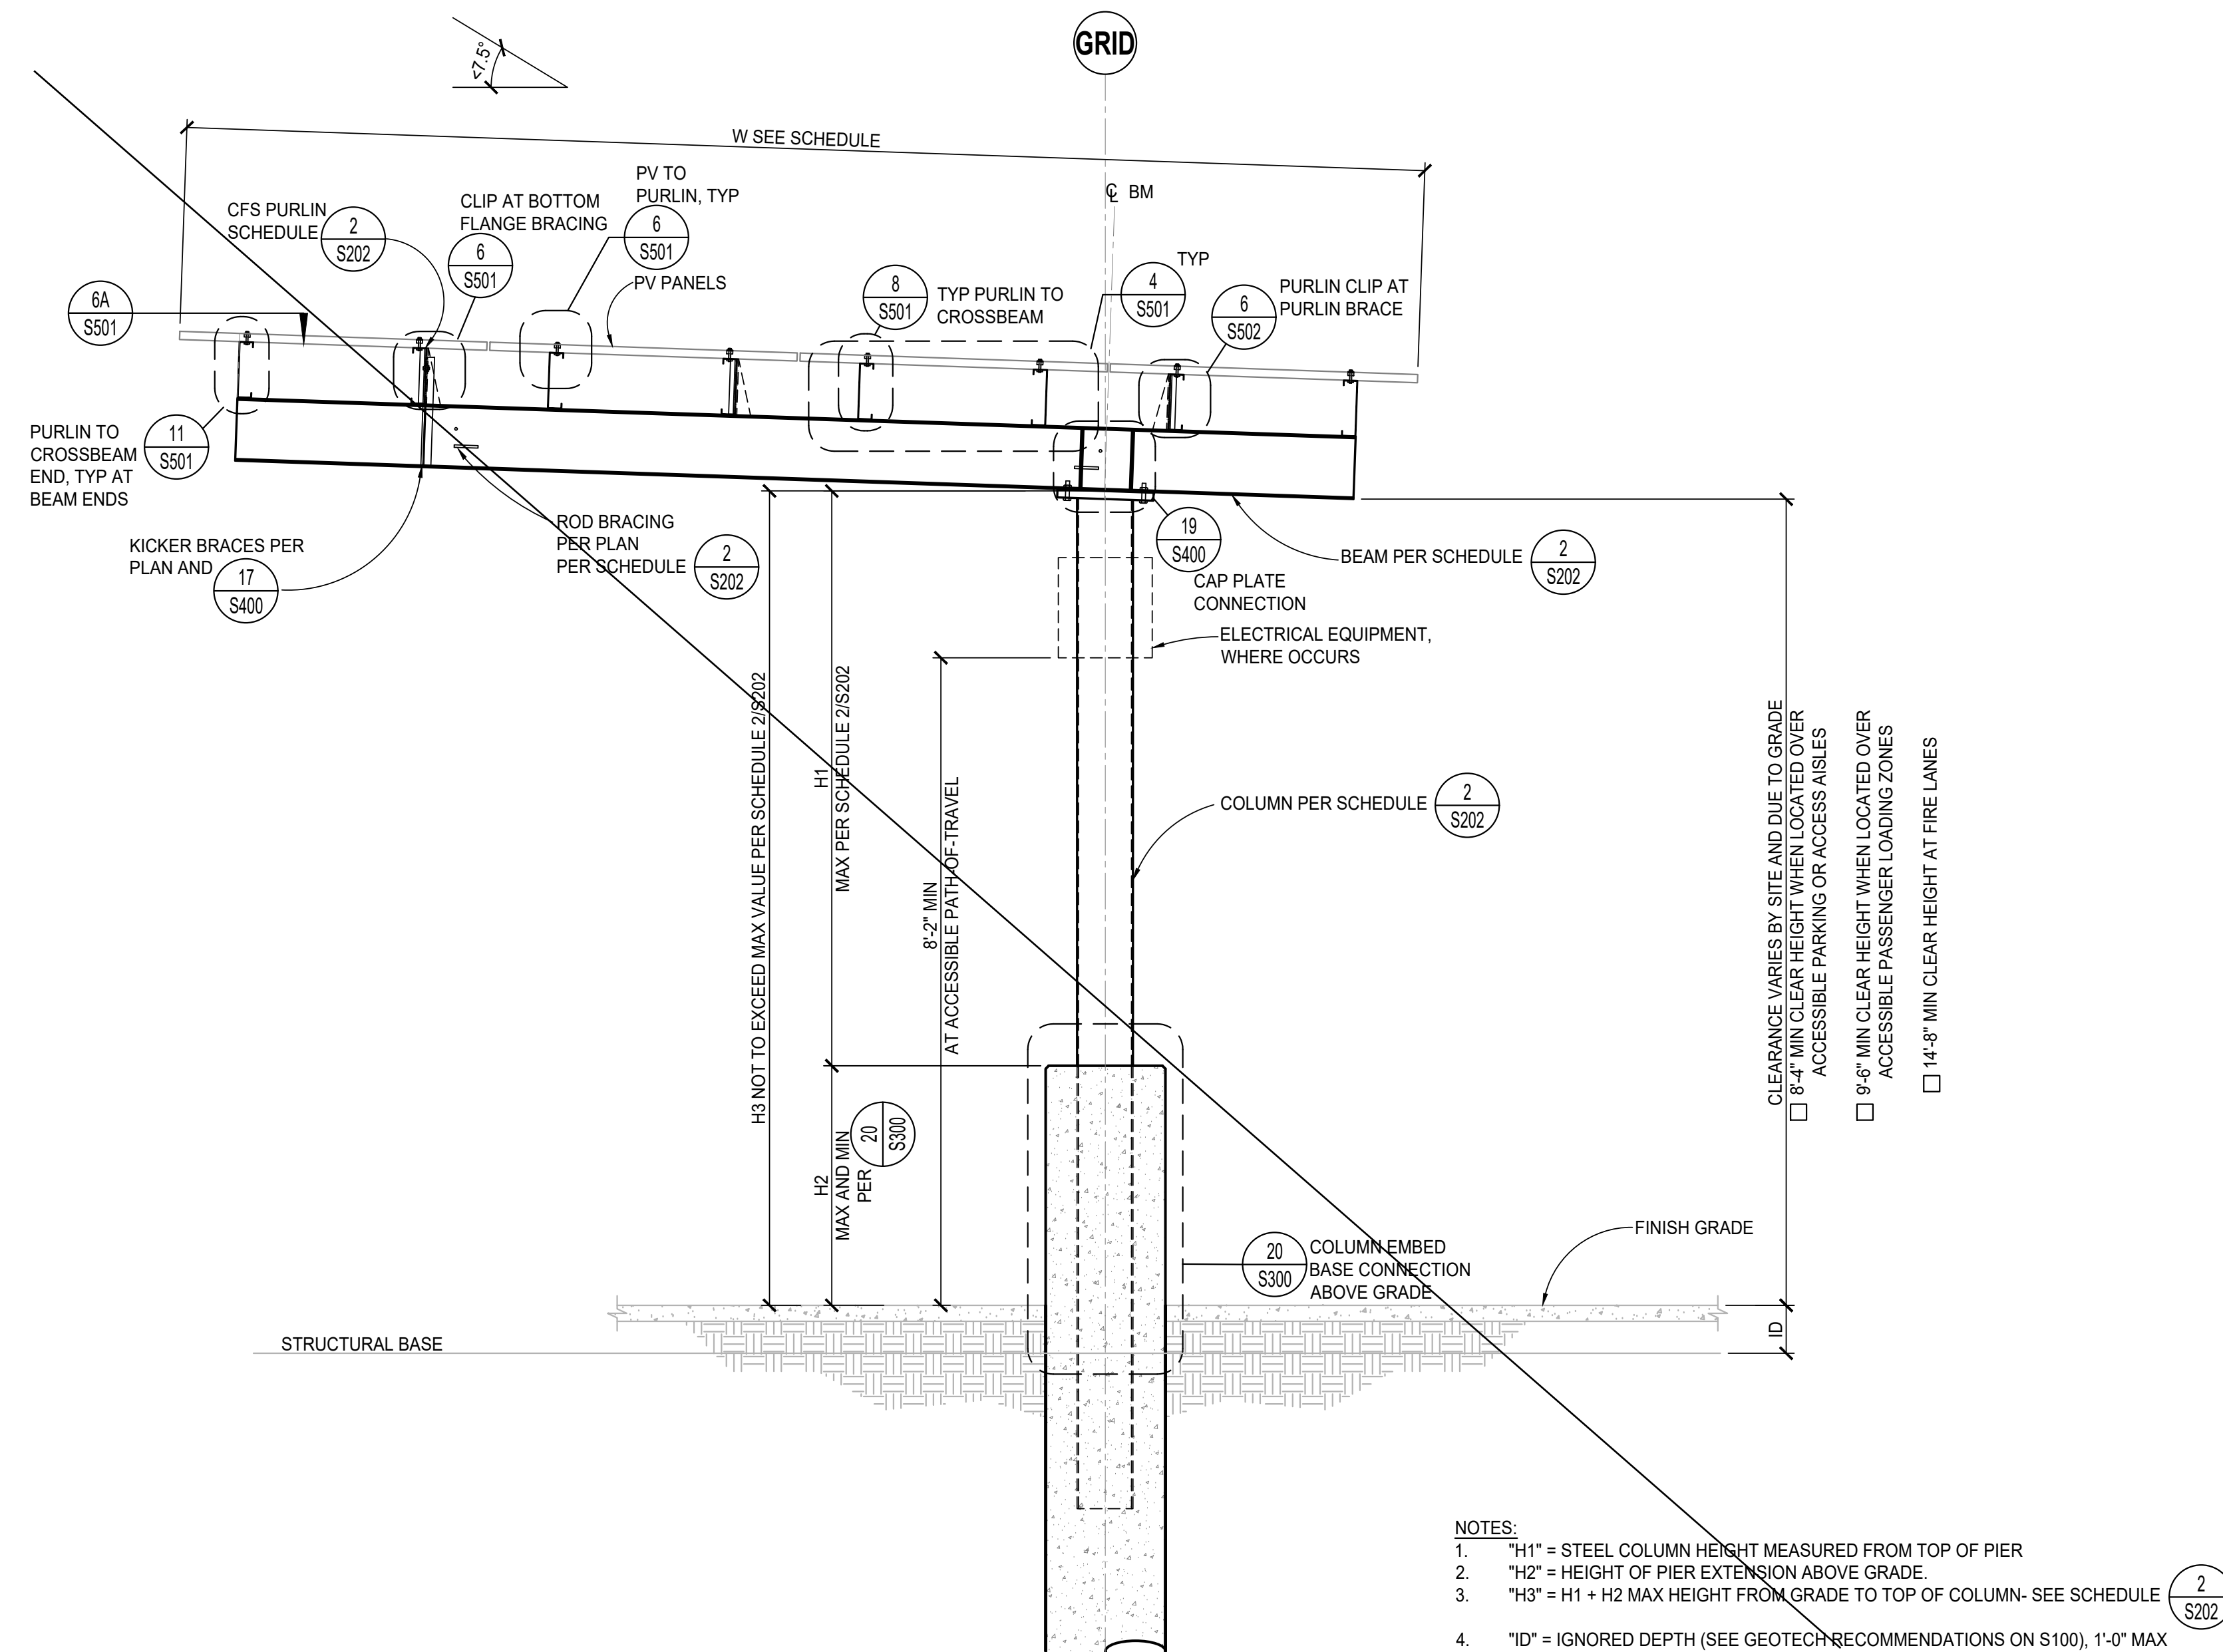 GRID
<7.5°
W SEE SCHEDULE
℄ BM
PV TO
PURLIN, TYP
6
S501
CLIP AT BOTTOM
FLANGE BRACING
6
S501
CFS PURLIN
SCHEDULE
2
S202
PV PANELS
8
S501
TYP PURLIN TO
CROSSBEAM
TYP
4
S501
PURLIN CLIP AT
PURLIN BRACE
6
S502
6A
S501
PURLIN TO
CROSSBEAM
END, TYP AT
BEAM ENDS
11
S501
KICKER BRACES PER
PLAN AND
17
S400
ROD BRACING
PER PLAN
PER SCHEDULE
2
S202
19
S400
CAP PLATE
CONNECTION
BEAM PER SCHEDULE
2
S202
ELECTRICAL EQUIPMENT,
WHERE OCCURS
H3 NOT TO EXCEED MAX VALUE PER SCHEDULE 2/S202
H1
MAX PER SCHEDULE 2/S202
8'-2" MIN
AT ACCESSIBLE PATH-OF-TRAVEL
COLUMN PER SCHEDULE
2
S202
CLEARANCE VARIES BY SITE AND DUE TO GRADE
8'-4" MIN CLEAR HEIGHT WHEN LOCATED OVER
ACCESSIBLE PARKING OR ACCESS AISLES
9'-6" MIN CLEAR HEIGHT WHEN LOCATED OVER
ACCESSIBLE PASSENGER LOADING ZONES
14'-8" MIN CLEAR HEIGHT AT FIRE LANES
H2
MAX AND MIN
PER
20
S300
20
S300
COLUMN EMBED
BASE CONNECTION
ABOVE GRADE
FINISH GRADE
ID
STRUCTURAL BASE
NOTES:
1. "H1" = STEEL COLUMN HEIGHT MEASURED FROM TOP OF PIER
2. "H2" = HEIGHT OF PIER EXTENSION ABOVE GRADE.
3. "H3" = H1 + H2 MAX HEIGHT FROM GRADE TO TOP OF COLUMN- SEE SCHEDULE
2
S202
4. "ID" = IGNORED DEPTH (SEE GEOTECH RECOMMENDATIONS ON S100), 1'-0" MAX